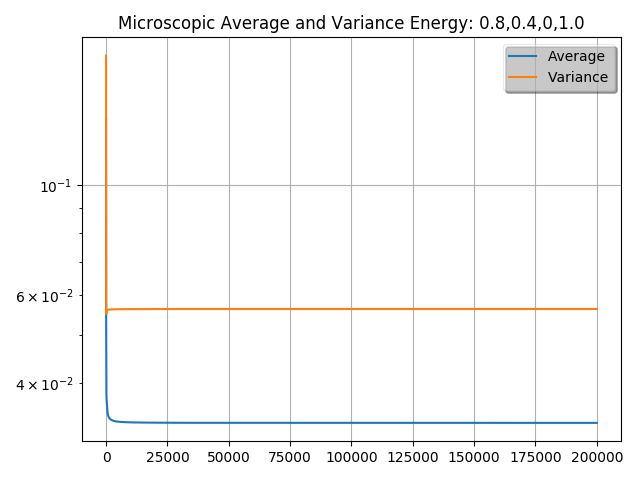 Microscopic Average and Variance Energy: 0.8,0.4,0,1.0
Average
Variance
10⁻¹
6 × 10⁻²
4 × 10⁻²
0 25000 50000 75000 100000 125000 150000 175000 200000